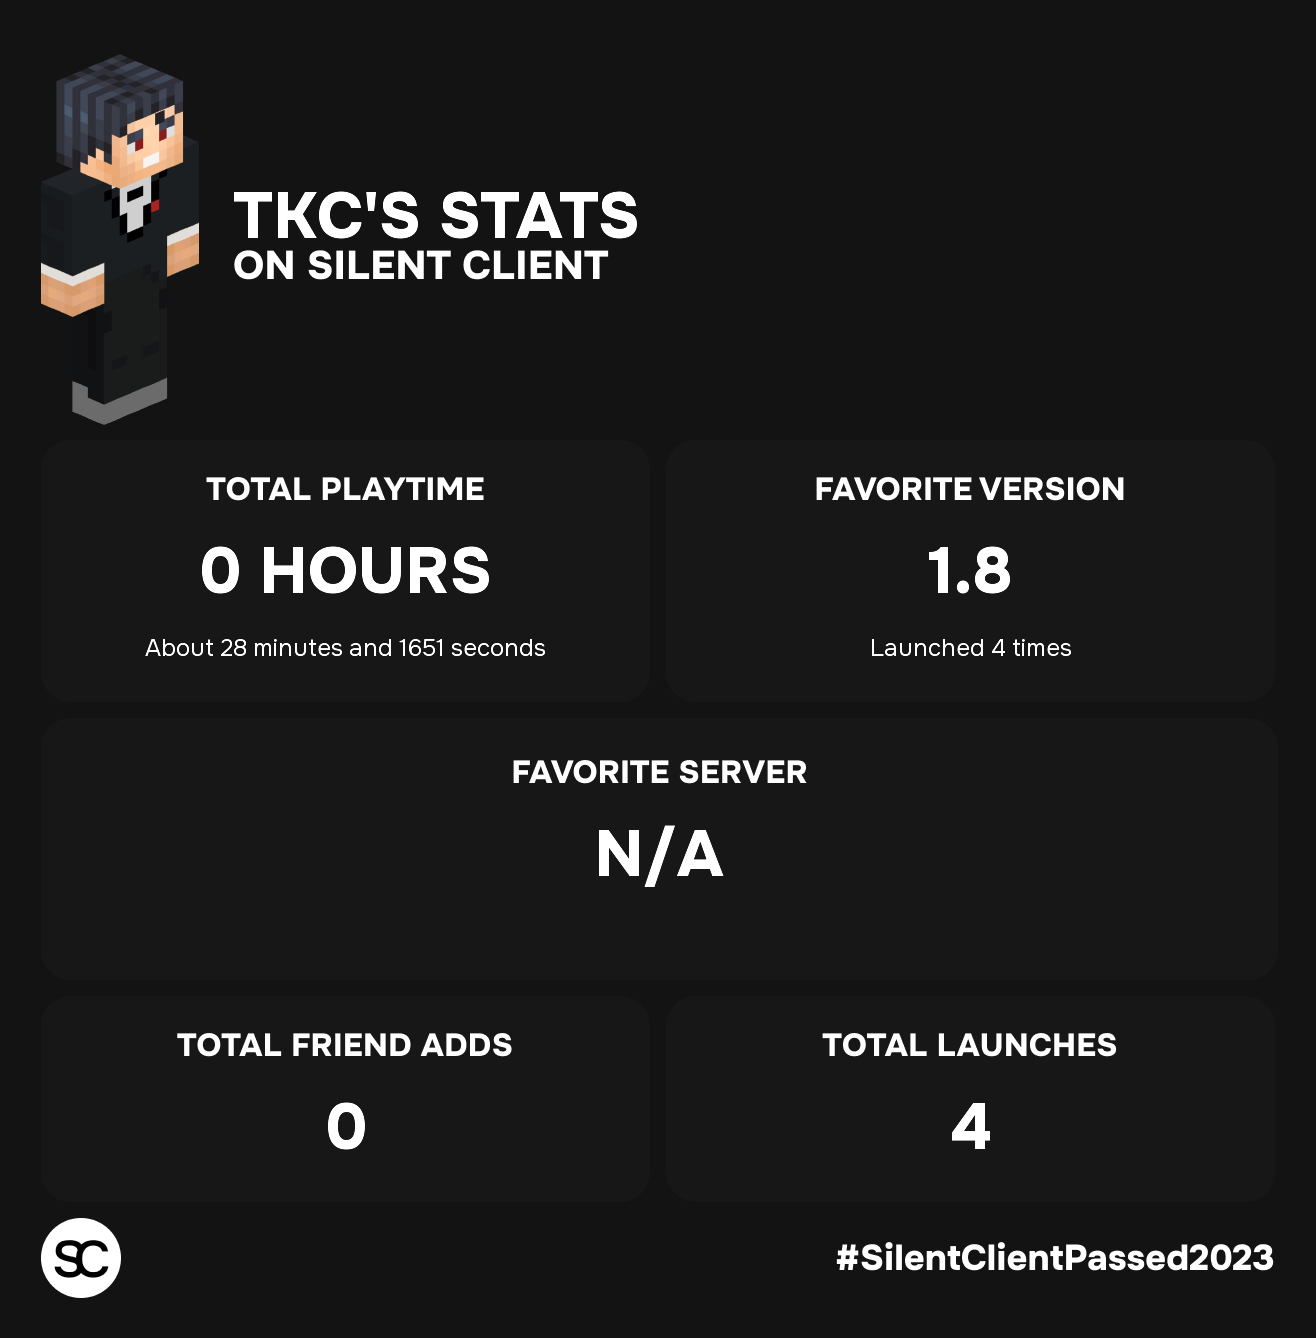 TKC'S STATS
ON SILENT CLIENT
TOTAL PLAYTIME
0 HOURS
About 28 minutes and 1651 seconds
FAVORITE VERSION
1.8
Launched 4 times
FAVORITE SERVER
N/A
TOTAL FRIEND ADDS
0
TOTAL LAUNCHES
4
SC
#SilentClientPassed2023